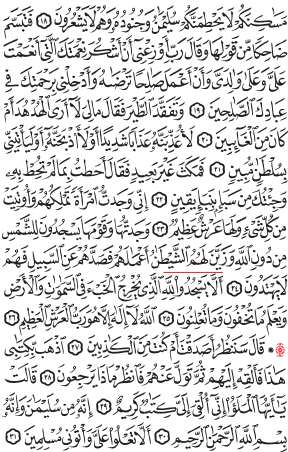 مَسَٰكِنَكُمْ لَا يَحْطِمَنَّكُمْ سُلَيْمَٰنُ وَجُنُودُهُۥ وَهُمْ لَا يَشْعُرُونَ ١٨ فَتَبَسَّمَ
ضَاحِكًا مِّن قَوْلِهَا وَقَالَ رَبِّ أَوْزِعْنِىٓ أَنْ أَشْكُرَ نِعْمَتَكَ ٱلَّتِىٓ أَنْعَمْتَ
عَلَىَّ وَعَلَىٰ وَٰلِدَىَّ وَأَنْ أَعْمَلَ صَٰلِحًا تَرْضَىٰهُ وَأَدْخِلْنِى بِرَحْمَتِكَ فِى
عِبَادِكَ ٱلصَّٰلِحِينَ ١٩ وَتَفَقَّدَ ٱلطَّيْرَ فَقَالَ مَالِىَ لَآ أَرَى ٱلْهُدْهُدَ أَمْ
كَانَ مِنَ ٱلْغَآئِبِينَ ٢٠ لَأُعَذِّبَنَّهُۥ عَذَابًا شَدِيدًا أَوْ لَأَا۟ذْبَحَنَّهُۥٓ أَوْ لَيَأْتِيَنِّى
بِسُلْطَٰنٍ مُّبِينٍ ٢١ فَمَكَثَ غَيْرَ بَعِيدٍ فَقَالَ أَحَطتُ بِمَا لَمْ تُحِطْ بِهِۦ
وَجِئْتُكَ مِن سَبَإٍۭ بِنَبَإٍ يَقِينٍ ٢٢ إِنِّى وَجَدتُّ ٱمْرَأَةً تَمْلِكُهُمْ وَأُوتِيَتْ
مِن كُلِّ شَىْءٍ وَلَهَا عَرْشٌ عَظِيمٌ ٢٣ وَجَدتُّهَا وَقَوْمَهَا يَسْجُدُونَ لِلشَّمْسِ
مِن دُونِ ٱللَّهِ وَزَيَّنَ لَهُمُ ٱلشَّيْطَٰنُ أَعْمَٰلَهُمْ فَصَدَّهُمْ عَنِ ٱلسَّبِيلِ فَهُمْ
لَا يَهْتَدُونَ ٢٤ أَلَّا يَسْجُدُوا۟ لِلَّهِ ٱلَّذِى يُخْرِجُ ٱلْخَبْءَ فِى ٱلسَّمَٰوَٰتِ وَٱلْأَرْضِ
وَيَعْلَمُ مَا تُخْفُونَ وَمَا تُعْلِنُونَ ٢٥ ٱللَّهُ لَآ إِلَٰهَ إِلَّا هُوَ رَبُّ ٱلْعَرْشِ ٱلْعَظِيمِ ۩ ٢٦
۞ قَالَ سَنَنظُرُ أَصَدَقْتَ أَمْ كُنتَ مِنَ ٱلْكَٰذِبِينَ ٢٧ ٱذْهَب بِّكِتَٰبِى
هَٰذَا فَأَلْقِهْ إِلَيْهِمْ ثُمَّ تَوَلَّ عَنْهُمْ فَٱنظُرْ مَاذَا يَرْجِعُونَ ٢٨ قَالَتْ
يَٰٓأَيُّهَا ٱلْمَلَؤُا۟ إِنِّىٓ أُلْقِىَ إِلَىَّ كِتَٰبٌ كَرِيمٌ ٢٩ إِنَّهُۥ مِن سُلَيْمَٰنَ وَإِنَّهُۥ
بِسْمِ ٱللَّهِ ٱلرَّحْمَٰنِ ٱلرَّحِيمِ ٣٠ أَلَّا تَعْلُوا۟ عَلَىَّ وَأْتُونِى مُسْلِمِينَ ٣١